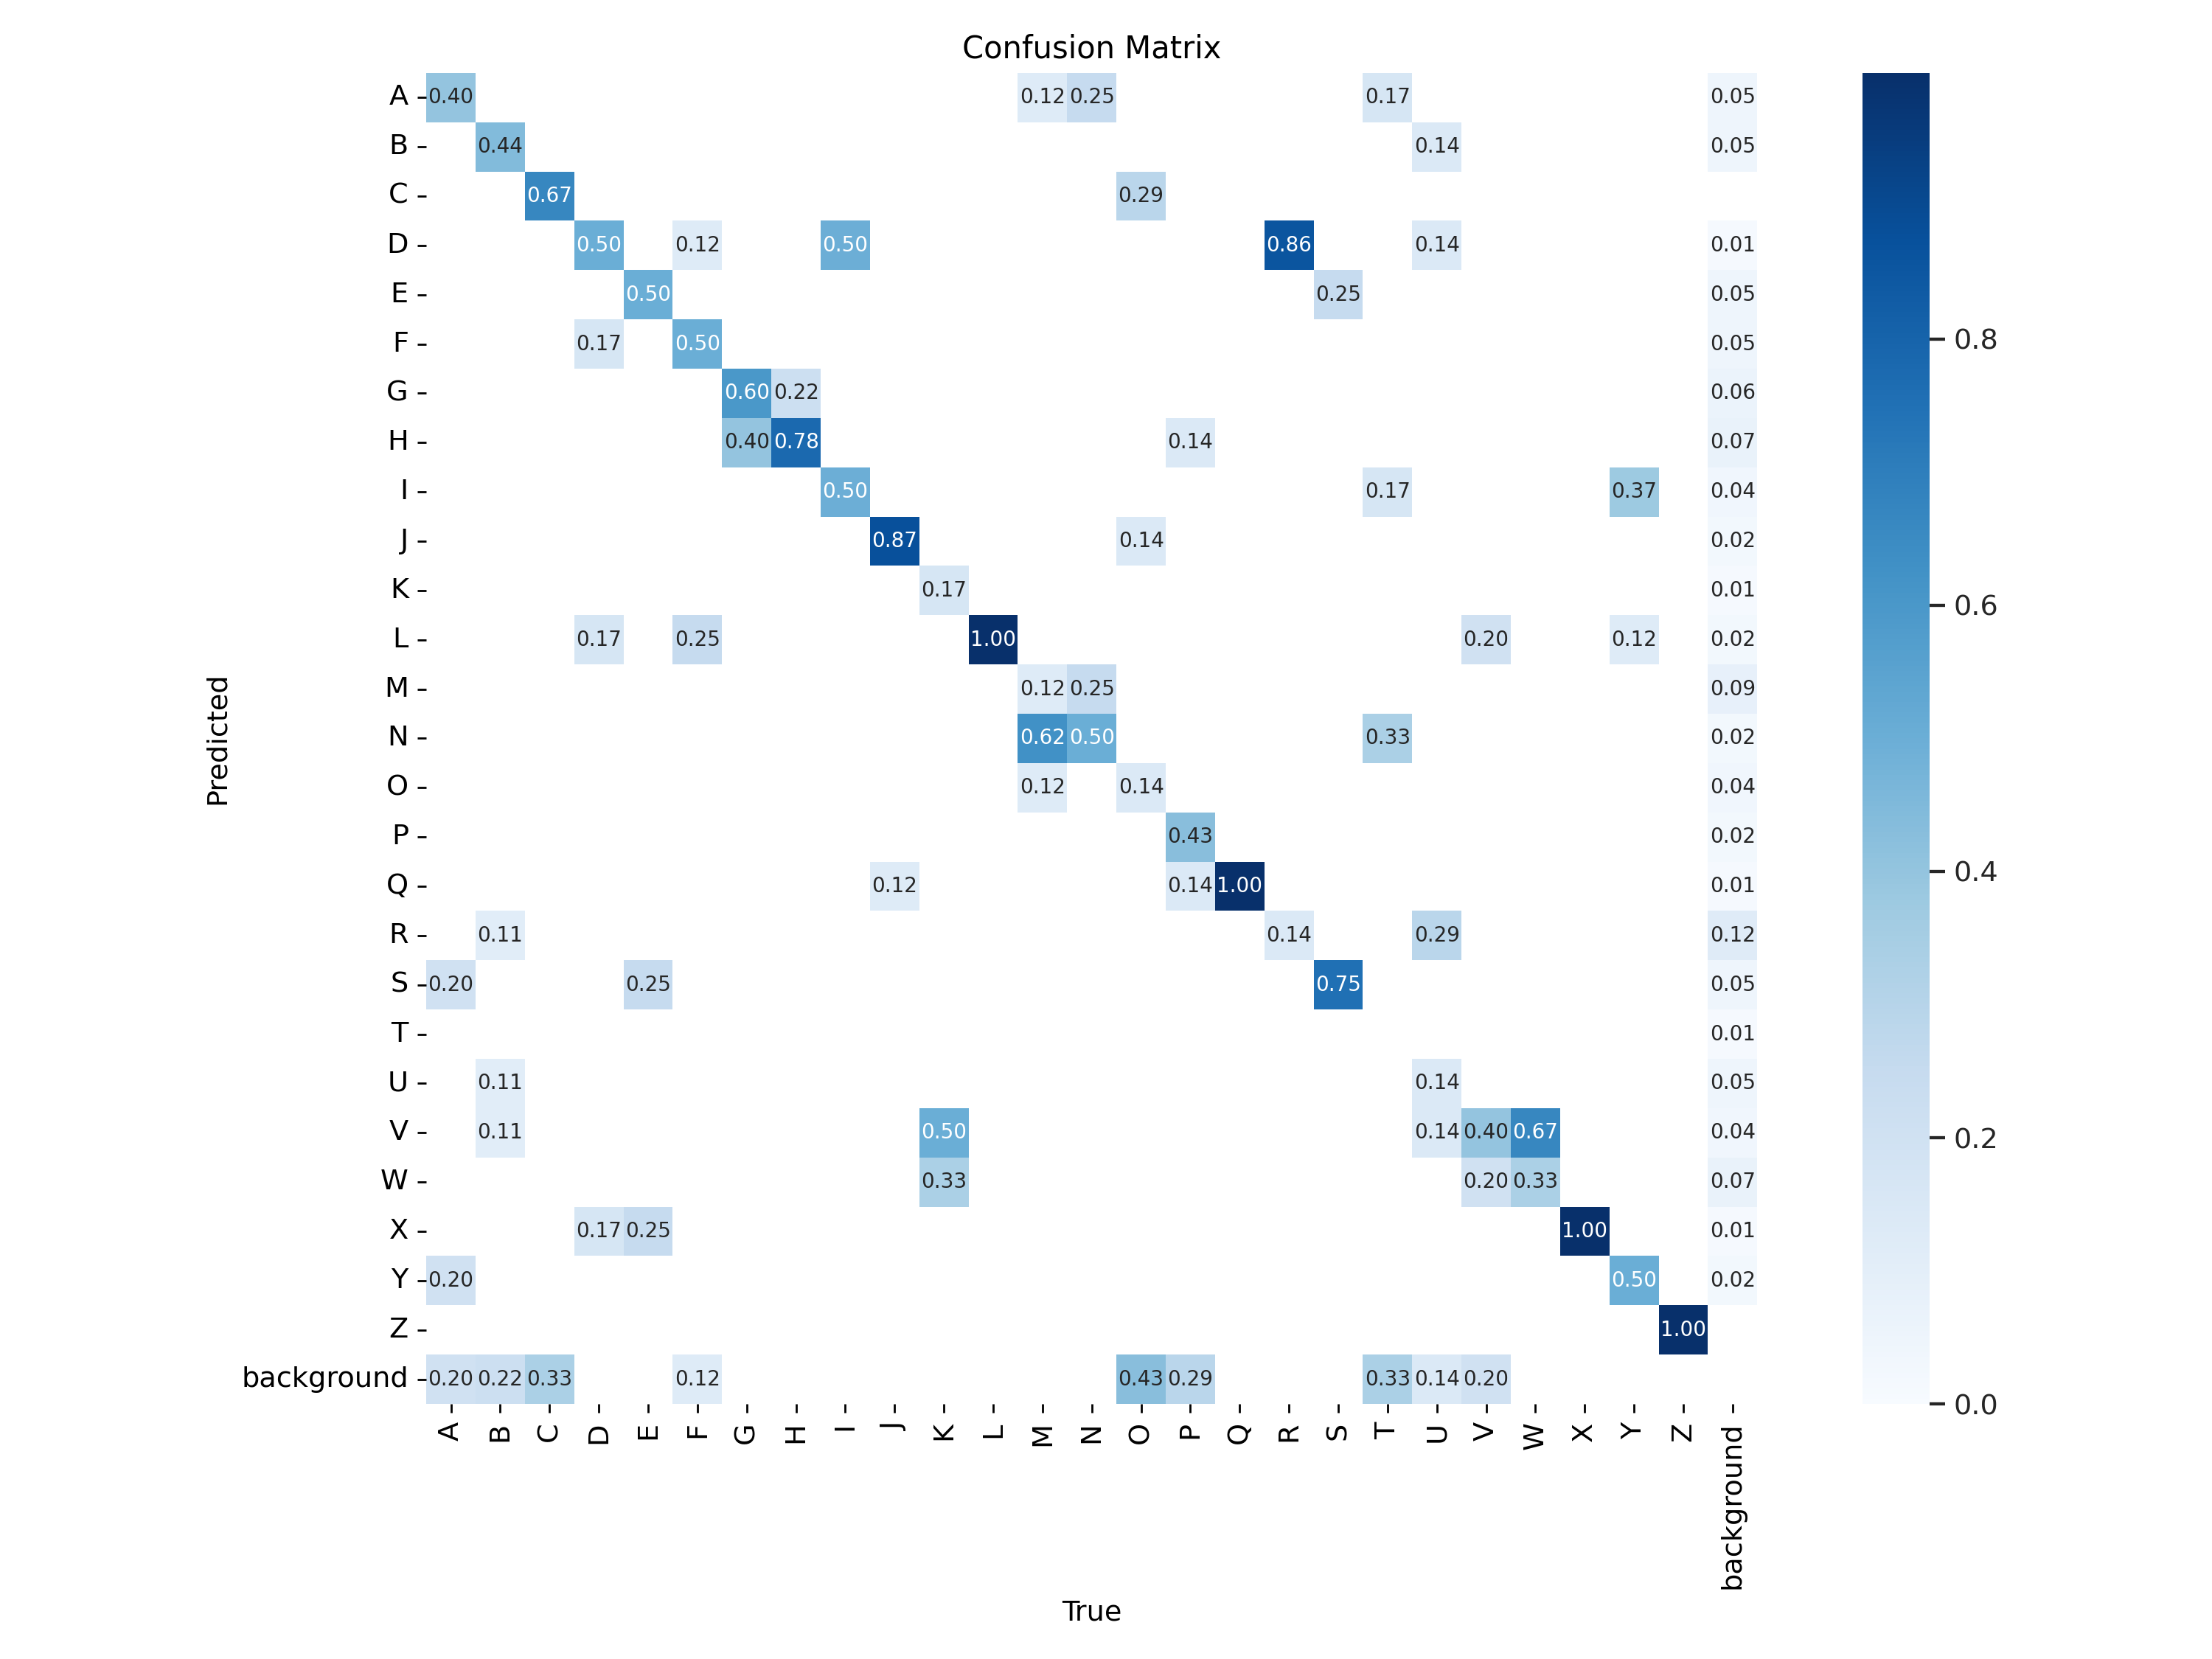 Confusion Matrix
A 0.40 0.12 0.25 0.17 0.05
B 0.44 0.14 0.05
C 0.67 0.29
D 0.50 0.12 0.50 0.86 0.14 0.01
E 0.50 0.25 0.05
F 0.17 0.50 0.05
G 0.60 0.22 0.06
H 0.40 0.78 0.14 0.07
I 0.50 0.17 0.37 0.04
J 0.87 0.14 0.02
K 0.17 0.01
L 0.17 0.25 1.00 0.20 0.12 0.02
M 0.12 0.25 0.09
N 0.62 0.50 0.33 0.02
O 0.12 0.14 0.04
P 0.43 0.02
Q 0.12 0.14 1.00 0.01
R 0.11 0.14 0.29 0.12
S 0.20 0.25 0.75 0.05
T 0.01
U 0.11 0.14 0.05
V 0.11 0.50 0.14 0.40 0.67 0.04
W 0.33 0.20 0.33 0.07
X 0.17 0.25 1.00 0.01
Y 0.20 0.50 0.02
Z 1.00
background 0.20 0.22 0.33 0.12 0.43 0.29 0.33 0.14 0.20
A B C D E F G H I J K L M N O P Q R S T U V W X Y Z background
True
Predicted
0.8
0.6
0.4
0.2
0.0